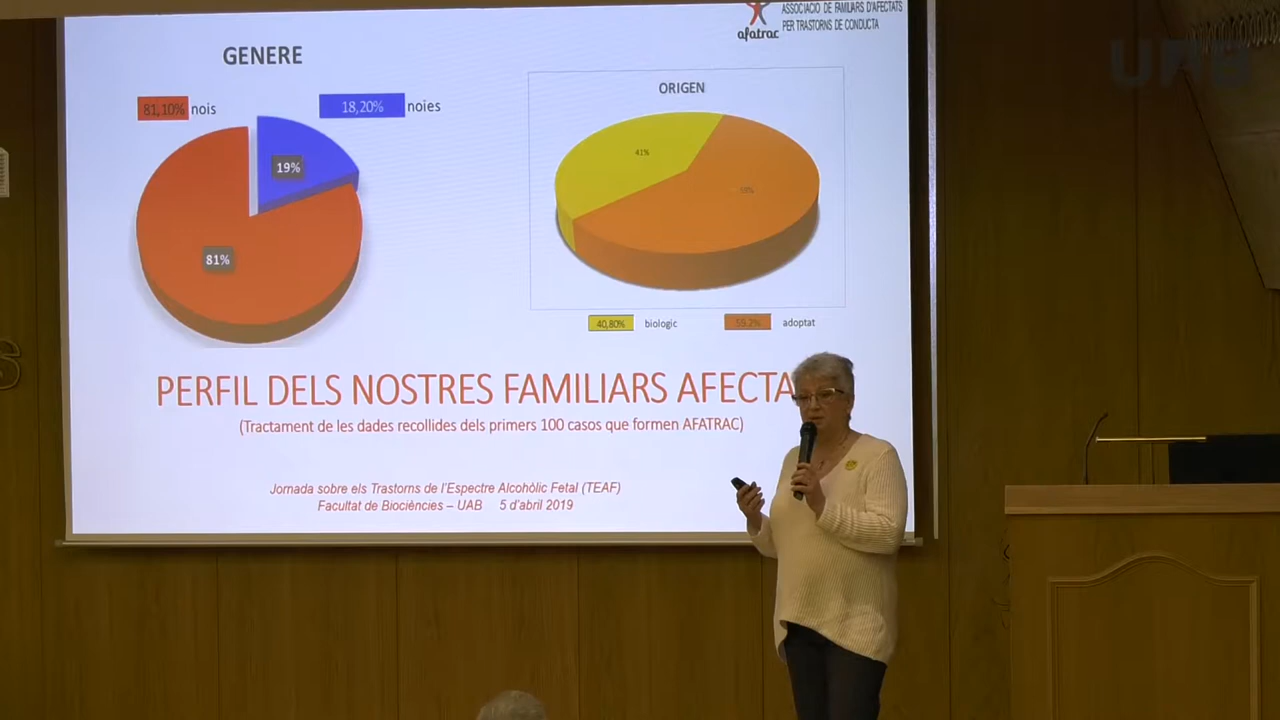 ASSOCIACIÓ DE FAMILIARS D'AFECTATS
PER TRASTORNS DE CONDUCTA
afatrac
UAB
GENERE
81,10% nois
18,20% noies
19%
81%
ORIGEN
41%
59%
40,80% biologic
59,2% adoptat
PERFIL DELS NOSTRES FAMILIARS AFECTA
(Tractament de les dades recollides dels primers 100 casos que formen AFATRAC)
Jornada sobre els Trastorns de l'Espectre Alcohòlic Fetal (TEAF)
Facultat de Biociències – UAB 5 d'abril 2019